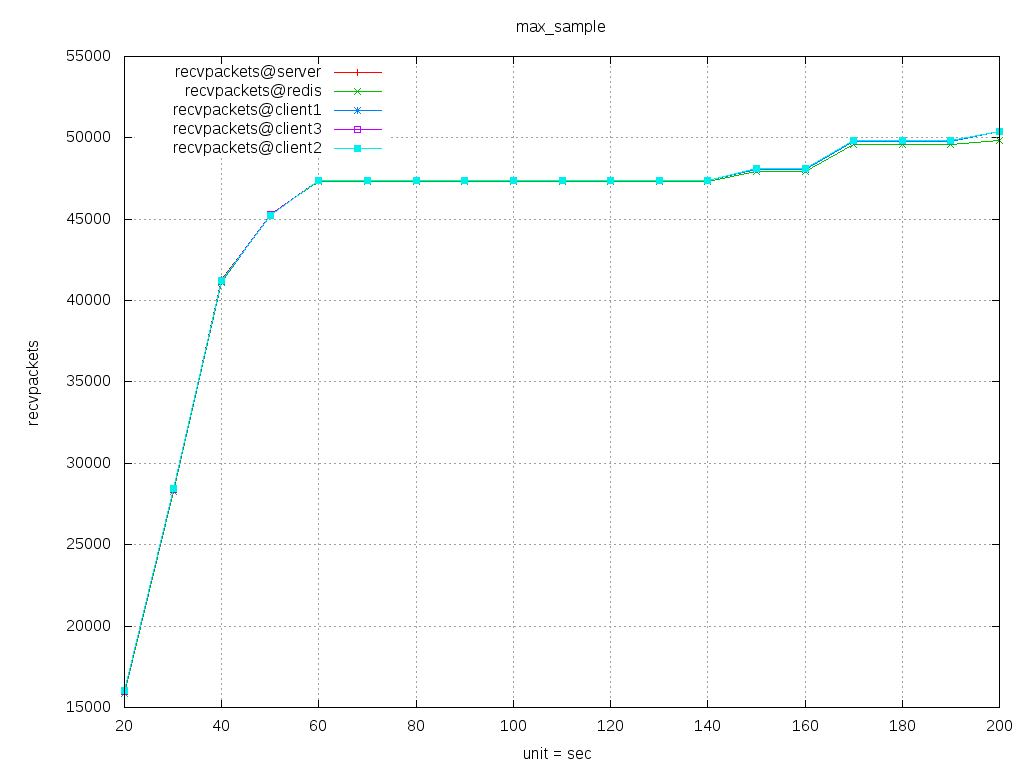 max_sample
55000
50000
45000
40000
35000
30000
25000
20000
15000
recvpackets
recvpackets@server
recvpackets@redis
recvpackets@client1
recvpackets@client3
recvpackets@client2
20 40 60 80 100 120 140 160 180 200
unit = sec